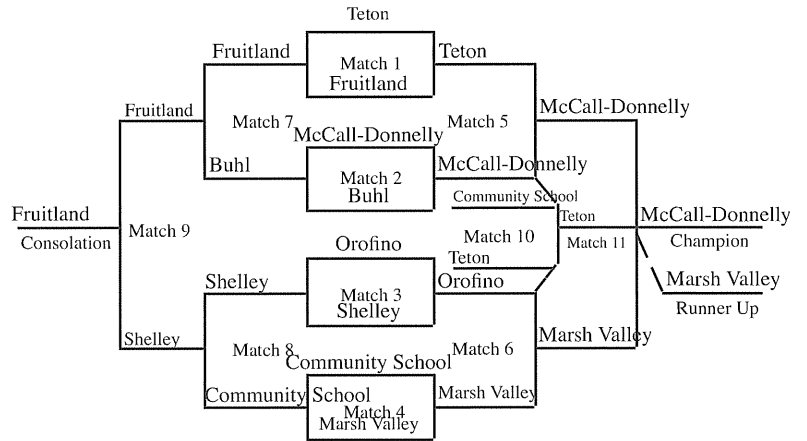 Teton
Fruitland
Match 1
Teton
Fruitland
Fruitland
Match 7
McCall-Donnelly
Match 5
McCall-Donnelly
Buhl
Match 2
McCall-Donnelly
Buhl
Community School
Fruitland
Consolation
Match 9
Orofino
Match 10
Teton
Match 11
McCall-Donnelly
Champion
Teton
Shelley
Match 3
Orofino
Shelley
Marsh Valley
Runner Up
Shelley
Match 8
Community School
Match 6
Marsh Valley
Community School
Match 4
Marsh Valley
Marsh Valley